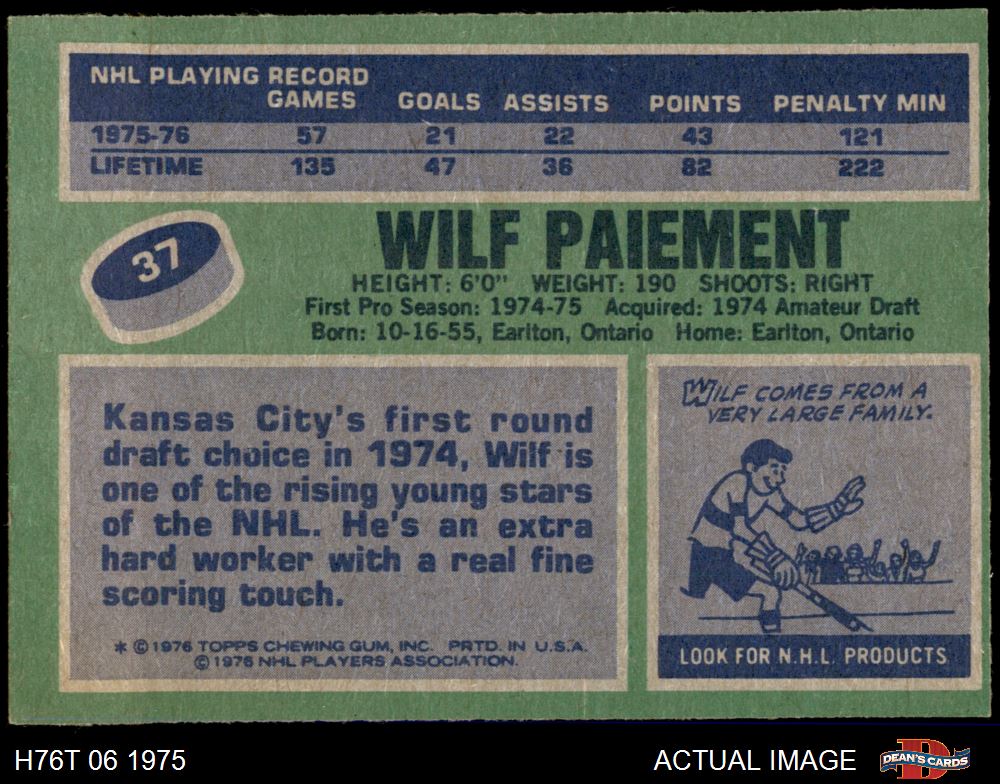 NHL PLAYING RECORD
GAMES GOALS ASSISTS POINTS PENALTY MIN
1975-76 57 21 22 43 121
LIFETIME 135 47 36 82 222
37
WILF PAIEMENT
HEIGHT: 6'0" WEIGHT: 190 SHOOTS: RIGHT
First Pro Season: 1974-75 Acquired: 1974 Amateur Draft
Born: 10-16-55, Earlton, Ontario Home: Earlton, Ontario
Kansas City's first round
draft choice in 1974, Wilf is
one of the rising young stars
of the NHL. He's an extra
hard worker with a real fine
scoring touch.
* © 1976 TOPPS CHEWING GUM, INC. PRTD. IN U.S.A.
© 1976 NHL PLAYERS ASSOCIATION.
WILF COMES FROM A
VERY LARGE FAMILY.
LOOK FOR N.H.L. PRODUCTS
H76T 06 1975
ACTUAL IMAGE
D
DEAN'S CARDS